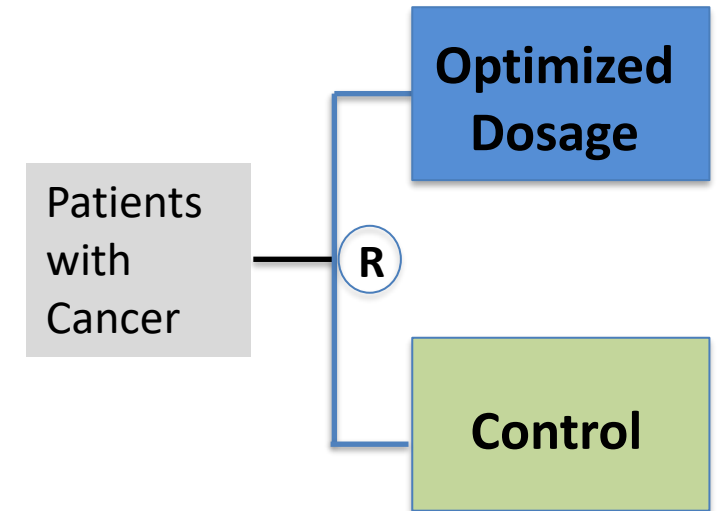 Optimized
Dosage
Patients
with
Cancer
R
Control